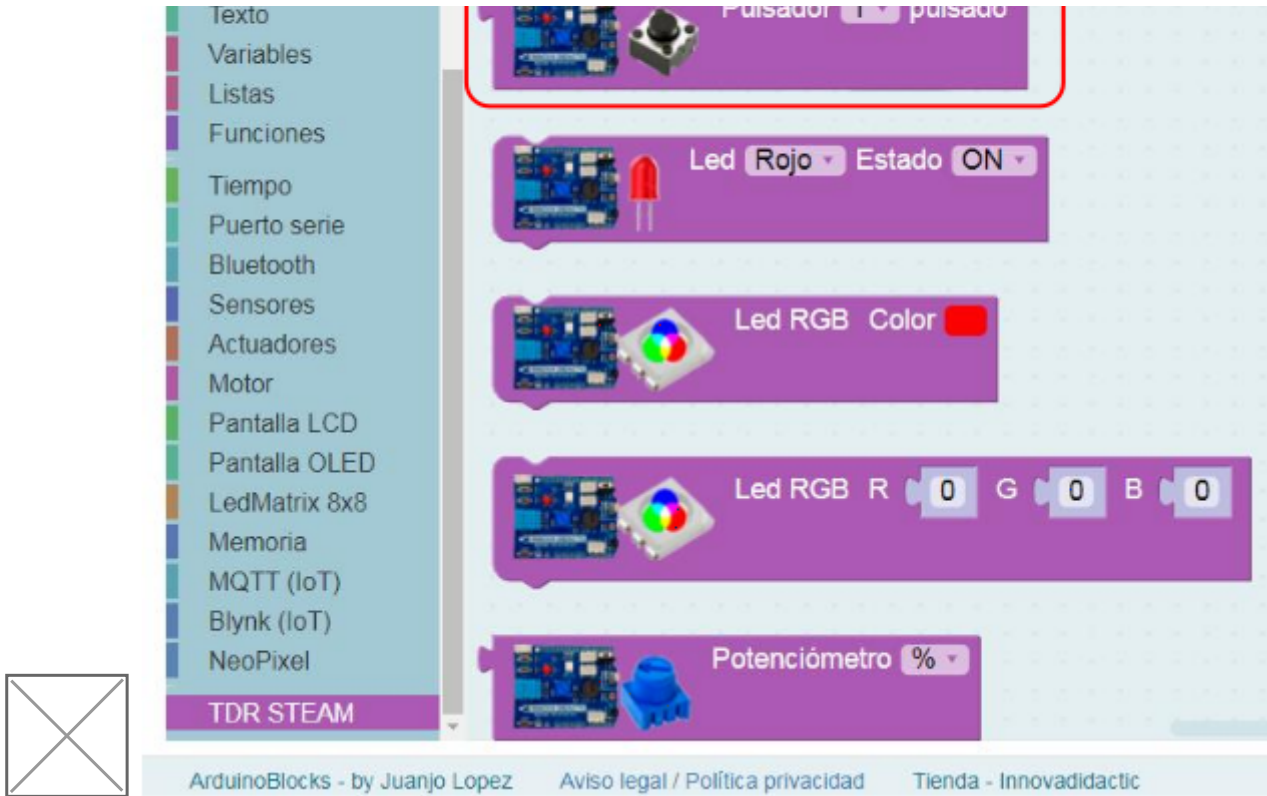 Texto
Variables
Listas
Funciones
Tiempo
Puerto serie
Bluetooth
Sensores
Actuadores
Motor
Pantalla LCD
Pantalla OLED
LedMatrix 8x8
Memoria
MQTT (IoT)
Blynk (IoT)
NeoPixel
TDR STEAM
Pulsador 1 pulsado
Led Rojo Estado ON
Led RGB Color
Led RGB R 0 G 0 B 0
Potenciómetro %
ArduinoBlocks - by Juanjo Lopez Aviso legal / Política privacidad Tienda - Innovadidactic